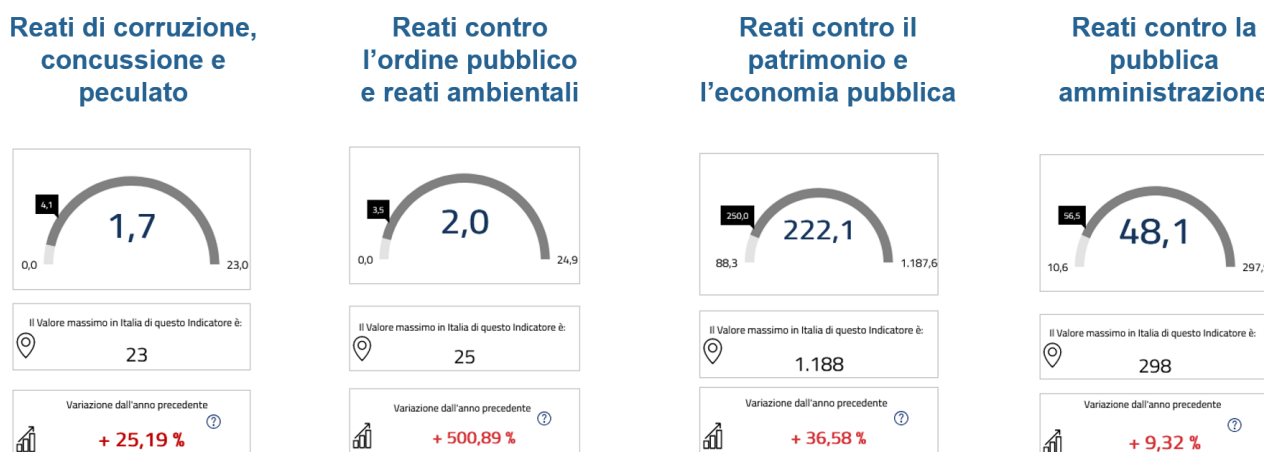 Reati di corruzione,
concussione e
peculato
4,1
1,7
0,0
23,0
Il Valore massimo in Italia di questo Indicatore è:
23
Variazione dall'anno precedente
?
+ 25,19 %
Reati contro
l’ordine pubblico
e reati ambientali
3,5
2,0
0,0
24,9
Il Valore massimo in Italia di questo Indicatore è:
25
Variazione dall'anno precedente
?
+ 500,89 %
Reati contro il
patrimonio e
l’economia pubblica
250,0
222,1
88,3
1.187,6
Il Valore massimo in Italia di questo Indicatore è:
1.188
Variazione dall'anno precedente
?
+ 36,58 %
Reati contro la
pubblica
amministrazione
56,5
48,1
10,6
297,
Il Valore massimo in Italia di questo Indicatore è:
298
Variazione dall'anno precedente
?
+ 9,32 %